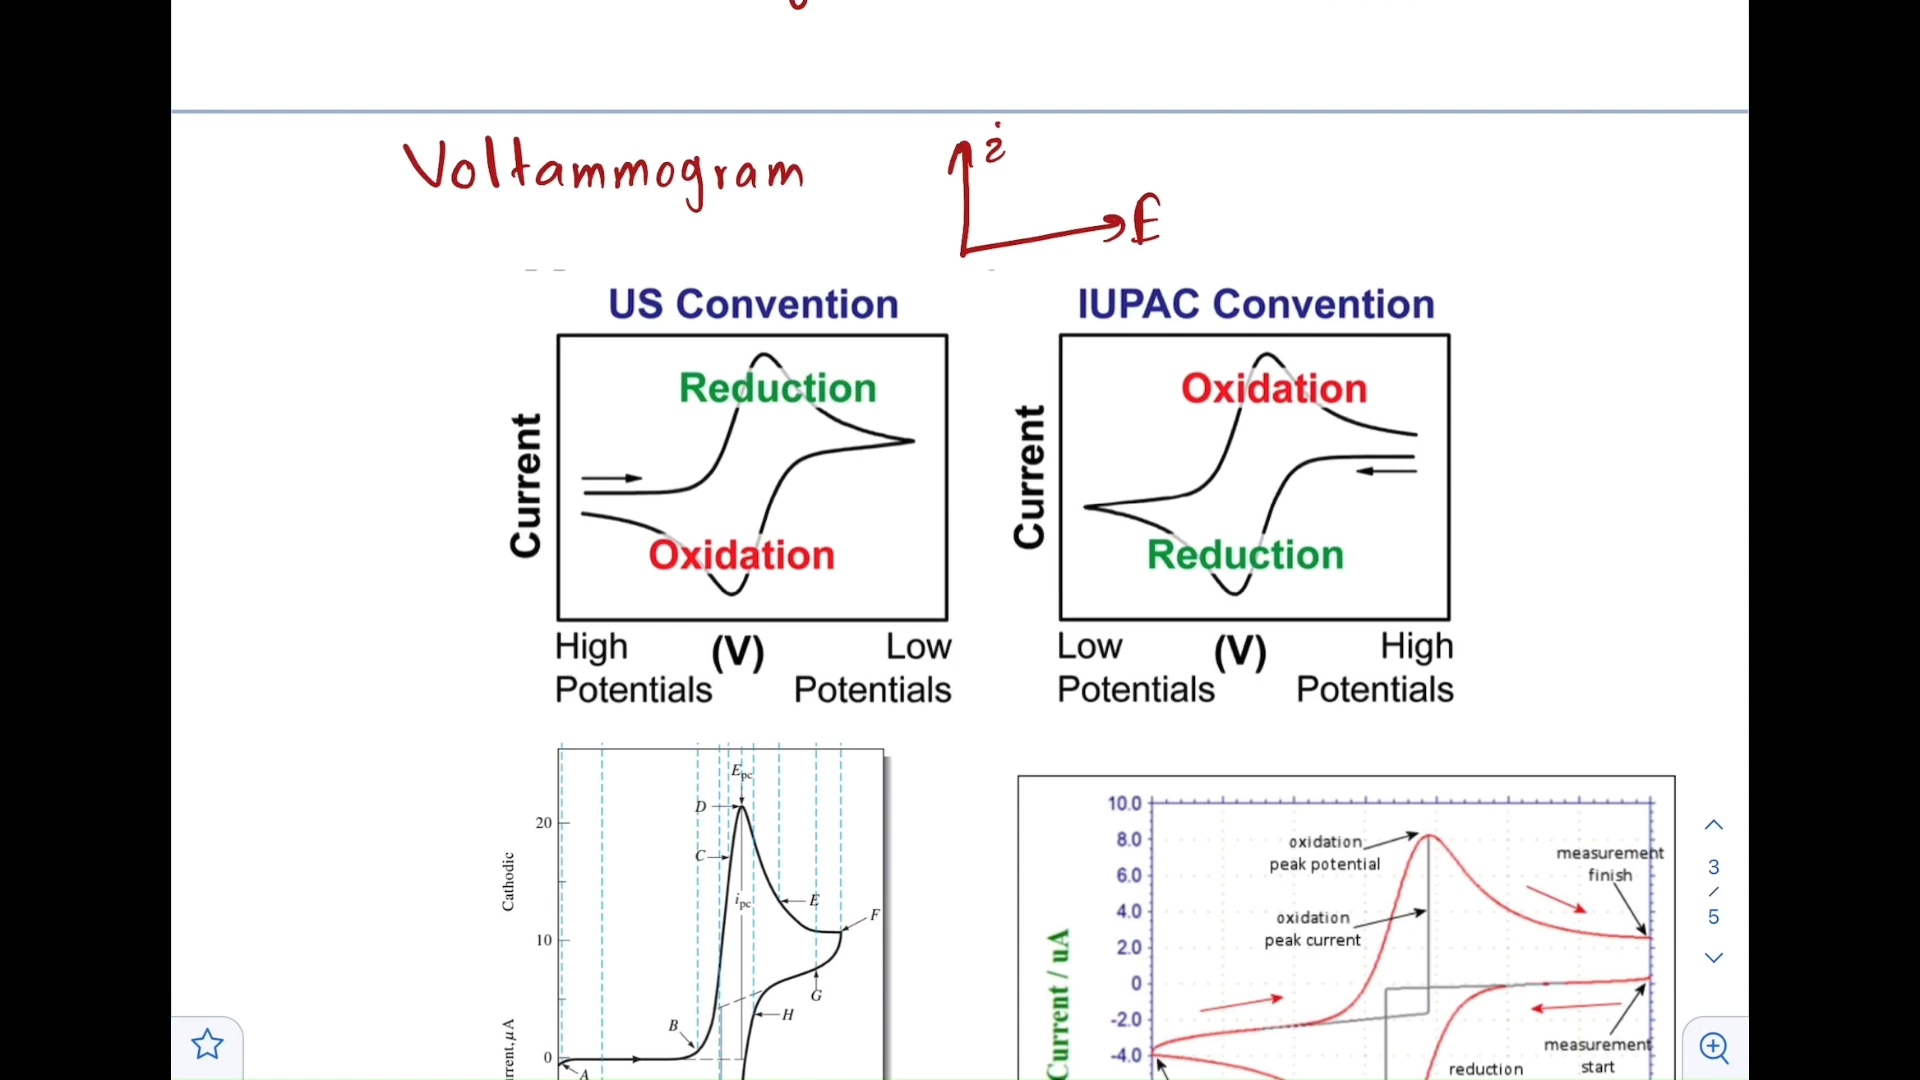 Voltammogram
i
E
US Convention
IUPAC Convention
Reduction
Oxidation
Current
Current
Oxidation
Reduction
High
Potentials
(V)
Low
Potentials
Low
Potentials
(V)
High
Potentials
Epc
D
20
C
Cathodic
ipc
E
F
10
G
H
B
0
A
10.0
8.0
6.0
4.0
2.0
0
-2.0
-4.0
Current / uA
oxidation
peak potential
measurement
finish
oxidation
peak current
measurement
start
reduction
3
/
5